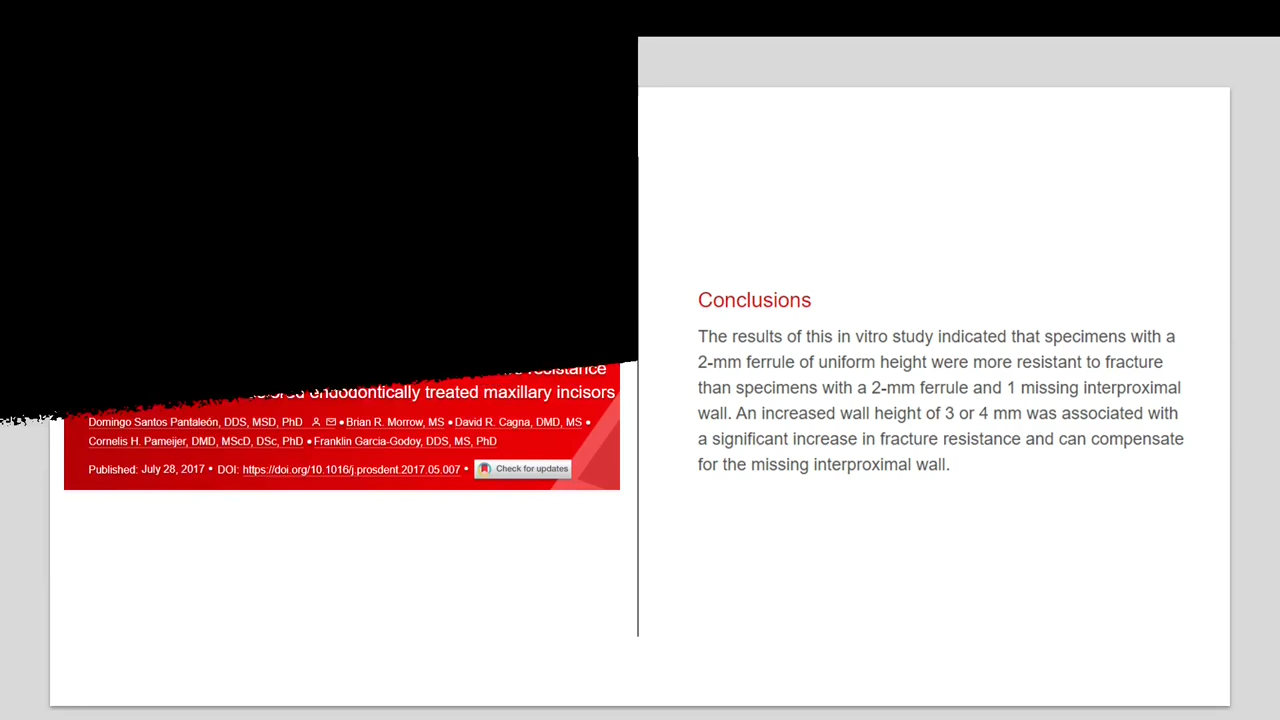 resistance
endodontically treated maxillary incisors
Domingo Santos Pantaleón, DDS, MSD, PhD • Brian R. Morrow, MS • David R. Cagna, DMD, MS •
Cornelis H. Pameijer, DMD, MScD, DSc, PhD • Franklin Garcia-Godoy, DDS, MS, PhD
Published: July 28, 2017 • DOI: https://doi.org/10.1016/j.prosdent.2017.05.007 • Check for updates
Conclusions
The results of this in vitro study indicated that specimens with a
2-mm ferrule of uniform height were more resistant to fracture
than specimens with a 2-mm ferrule and 1 missing interproximal
wall. An increased wall height of 3 or 4 mm was associated with
a significant increase in fracture resistance and can compensate
for the missing interproximal wall.